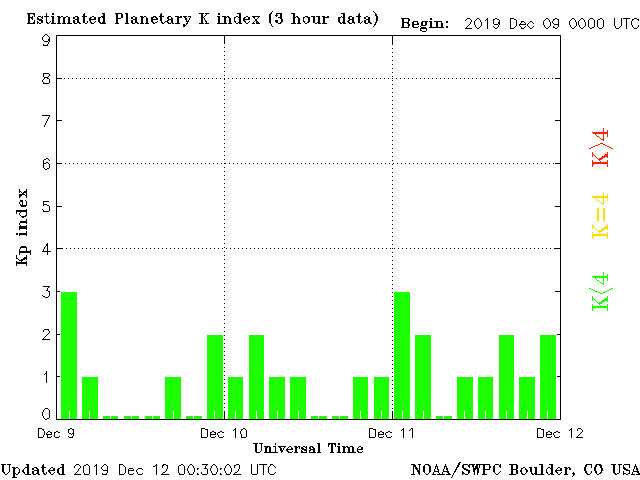 Estimated Planetary K index (3 hour data) Begin: 2019 Dec 09 0000 UTC
9
8
7
6
5
4
3
2
1
0
Kp index
K>4
K=4
K<4
Dec 9 Dec 10 Dec 11 Dec 12
Universal Time
Updated 2019 Dec 12 00:30:02 UTC NOAA/SWPC Boulder, CO USA